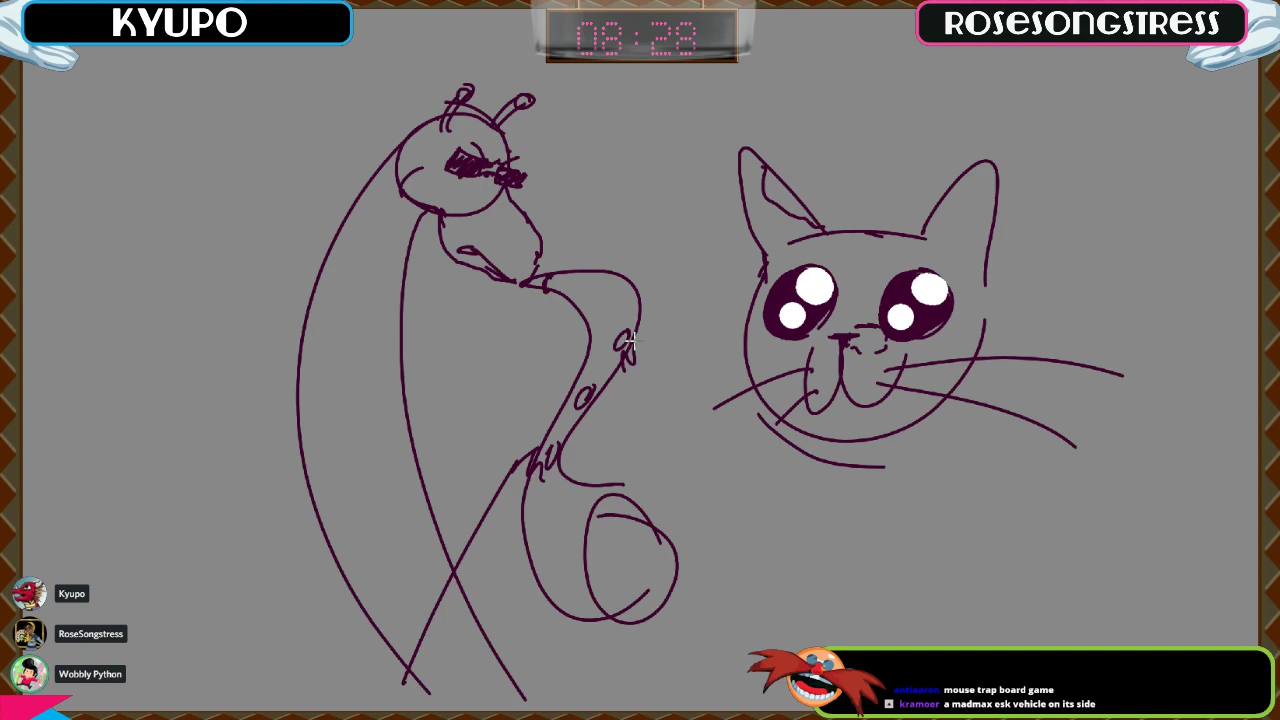 KYUPO
08:28
ROSESONGSTRESS
Kyupo
RoseSongstress
Wobbly Python
antiaaron mouse trap board game
kramoer a madmax esk vehicle on its side